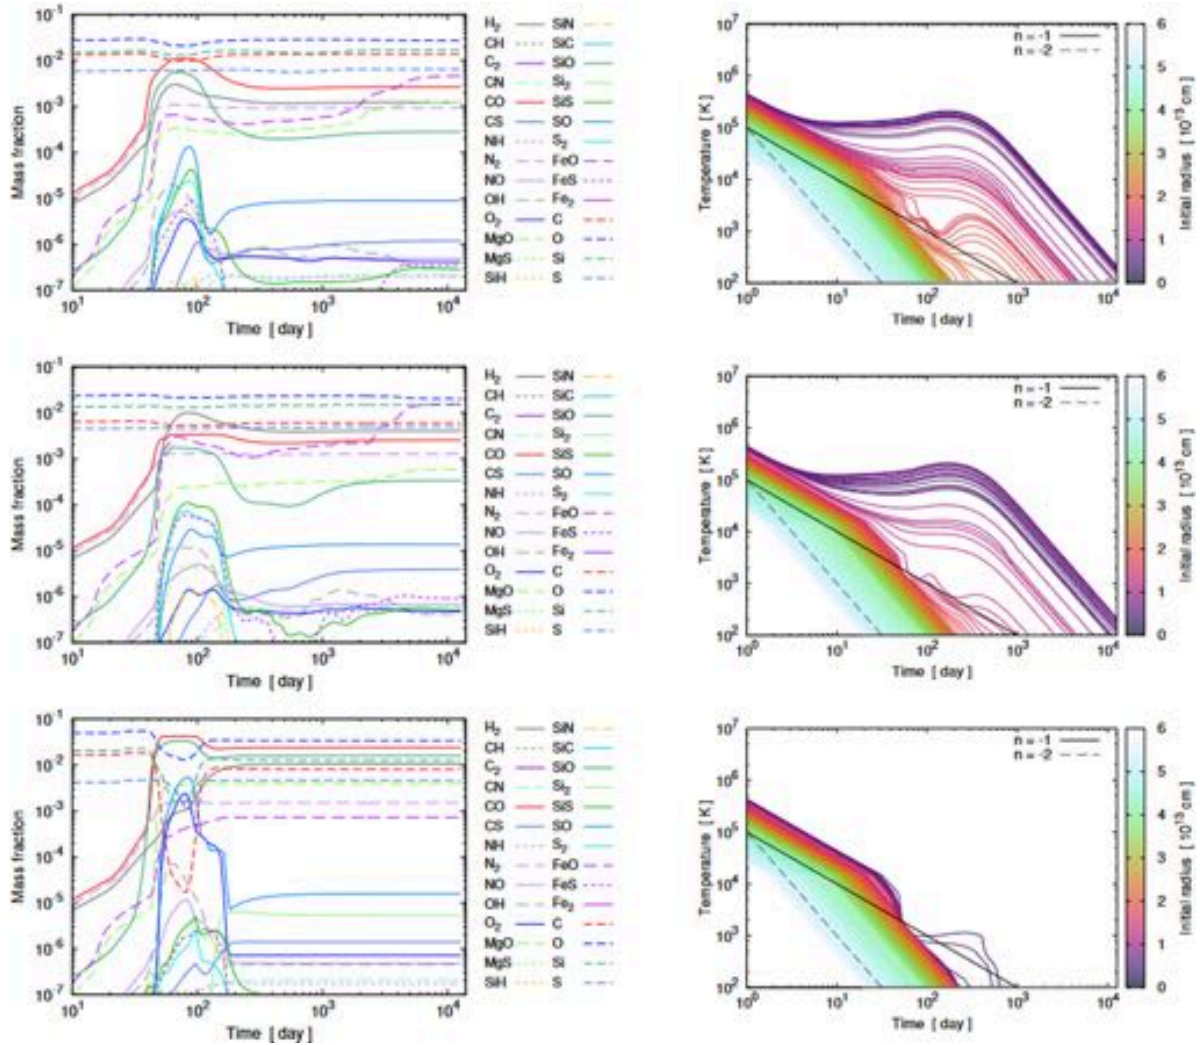 10⁻¹
10⁻²
10⁻³
10⁻⁴
10⁻⁵
10⁻⁶
10⁻⁷
Mass fraction
10¹ 10² 10³ 10⁴
Time [ day ]
H₂ SiN
CH SiC
C₂ SiO
CN Si₂
CO SiS
CS SO
NH S₂
N₂ FeO
NO FeS
OH Fe₂
O₂ C
MgO O
MgS Si
SiH S
10⁷
10⁶
10⁵
10⁴
10³
10²
Temperature [ K ]
n = -1
n = -2
10⁰ 10¹ 10² 10³ 10⁴
Time [ day ]
6
5
4
3
2
1
0
Initial radius [ 10¹³ cm ]
10⁻¹
10⁻²
10⁻³
10⁻⁴
10⁻⁵
10⁻⁶
10⁻⁷
Mass fraction
10¹ 10² 10³ 10⁴
Time [ day ]
H₂ SiN
CH SiC
C₂ SiO
CN Si₂
CO SiS
CS SO
NH S₂
N₂ FeO
NO FeS
OH Fe₂
O₂ C
MgO O
MgS Si
SiH S
10⁷
10⁶
10⁵
10⁴
10³
10²
Temperature [ K ]
n = -1
n = -2
10⁰ 10¹ 10² 10³ 10⁴
Time [ day ]
6
5
4
3
2
1
0
Initial radius [ 10¹³ cm ]
10⁻¹
10⁻²
10⁻³
10⁻⁴
10⁻⁵
10⁻⁶
10⁻⁷
Mass fraction
10¹ 10² 10³ 10⁴
Time [ day ]
H₂ SiN
CH SiC
C₂ SiO
CN Si₂
CO SiS
CS SO
NH S₂
N₂ FeO
NO FeS
OH Fe₂
O₂ C
MgO O
MgS Si
SiH S
10⁷
10⁶
10⁵
10⁴
10³
10²
Temperature [ K ]
n = -1
n = -2
10⁰ 10¹ 10² 10³ 10⁴
Time [ day ]
6
5
4
3
2
1
0
Initial radius [ 10¹³ cm ]